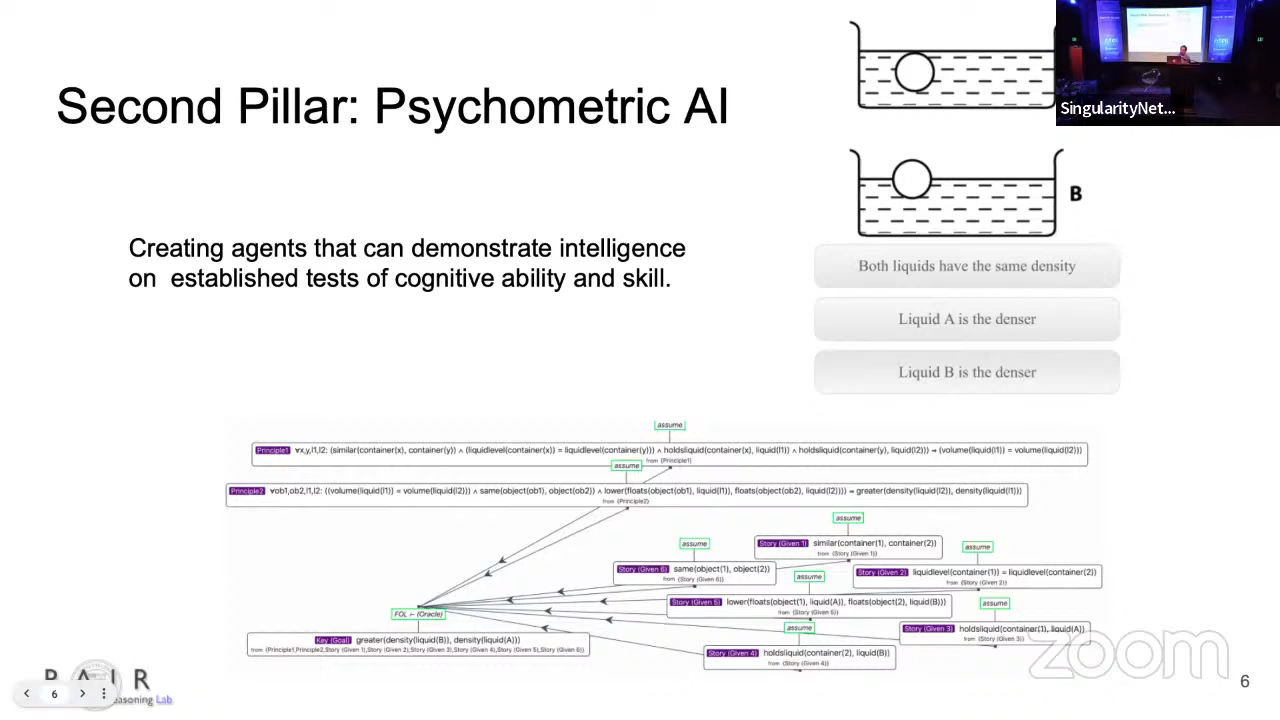 Second Pillar: Psychometric AI
SingularityNet...
B
Creating agents that can demonstrate intelligence
on established tests of cognitive ability and skill.
Both liquids have the same density
Liquid A is the denser
Liquid B is the denser
assume
Principle1 ∀x,y,l1,l2: (similar(container(x), container(y)) ∧ (liquidlevel(container(x)) = liquidlevel(container(y))) ∧ holdsliquid(container(x), liquid(l1)) ∧ holdsliquid(container(y), liquid(l2))) ⇒ (volume(liquid(l1)) = volume(liquid(l2)))
from {Principle1}
assume
Principle2 ∀ob1,ob2,l1,l2: ((volume(liquid(l1)) = volume(liquid(l2))) ∧ same(object(ob1), object(ob2)) ∧ lower(floats(object(ob1), liquid(l1)), floats(object(ob2), liquid(l2)))) ⇒ greater(density(liquid(l2)), density(liquid(l1)))
from {Principle2}
assume
Story (Given 1) similar(container(1), container(2))
from {Story (Given 1)}
assume
Story (Given 6) same(object(1), object(2))
from {Story (Given 6)}
assume
Story (Given 2) liquidlevel(container(1)) = liquidlevel(container(2))
from {Story (Given 2)}
assume
Story (Given 5) lower(floats(object(1), liquid(A)), floats(object(2), liquid(B)))
from {Story (Given 5)}
assume
Story (Given 3) holdsliquid(container(1), liquid(A))
from {Story (Given 3)}
assume
Story (Given 4) holdsliquid(container(2), liquid(B))
from {Story (Given 4)}
FOL ⊢ (Oracle)
Key (Goal) greater(density(liquid(B)), density(liquid(A)))
from {Principle1,Principle2,Story (Given 1),Story (Given 2),Story (Given 3),Story (Given 4),Story (Given 5),Story (Given 6)}
zoom
R A I R
easoning Lab
6
6